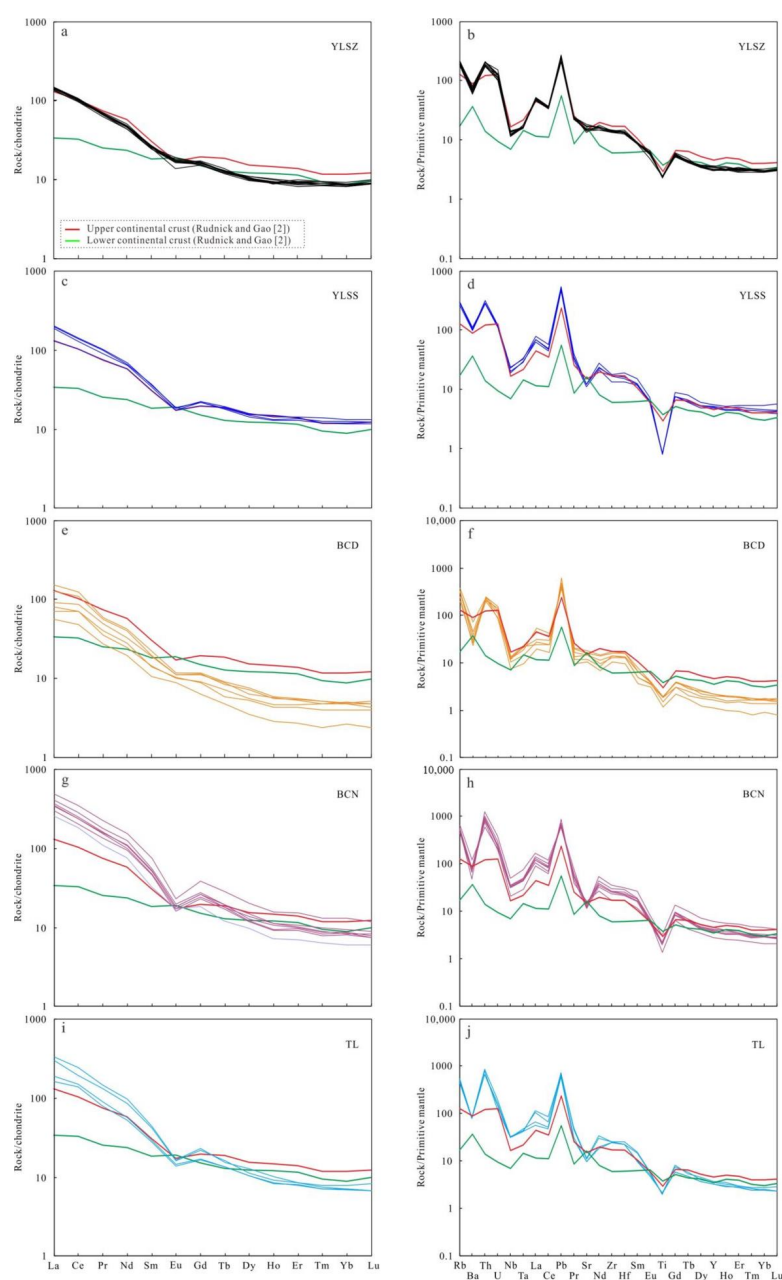 a
YLSZ
1000
100
10
1
Rock/chondrite
Upper continental crust (Rudnick and Gao [2])
Lower continental crust (Rudnick and Gao [2])
b
YLSZ
1000
100
10
1
0.1
Rock/Primitive mantle
c
YLSS
1000
100
10
1
Rock/chondrite
d
YLSS
1000
100
10
1
0.1
Rock/Primitive mantle
e
BCD
1000
100
10
1
Rock/chondrite
f
BCD
10,000
1000
100
10
1
0.1
Rock/Primitive mantle
g
BCN
1000
100
10
1
Rock/chondrite
h
BCN
10,000
1000
100
10
1
0.1
Rock/Primitive mantle
i
TL
1000
100
10
1
Rock/chondrite
La Ce Pr Nd Sm Eu Gd Tb Dy Ho Er Tm Yb Lu
j
TL
10,000
1000
100
10
1
0.1
Rock/Primitive mantle
Rb Th Nb La Pb Sr Zr Sm Ti Tb Y Er Yb
Ba U Ta Ce Pr Nd Hf Eu Gd Dy Ho Tm Lu